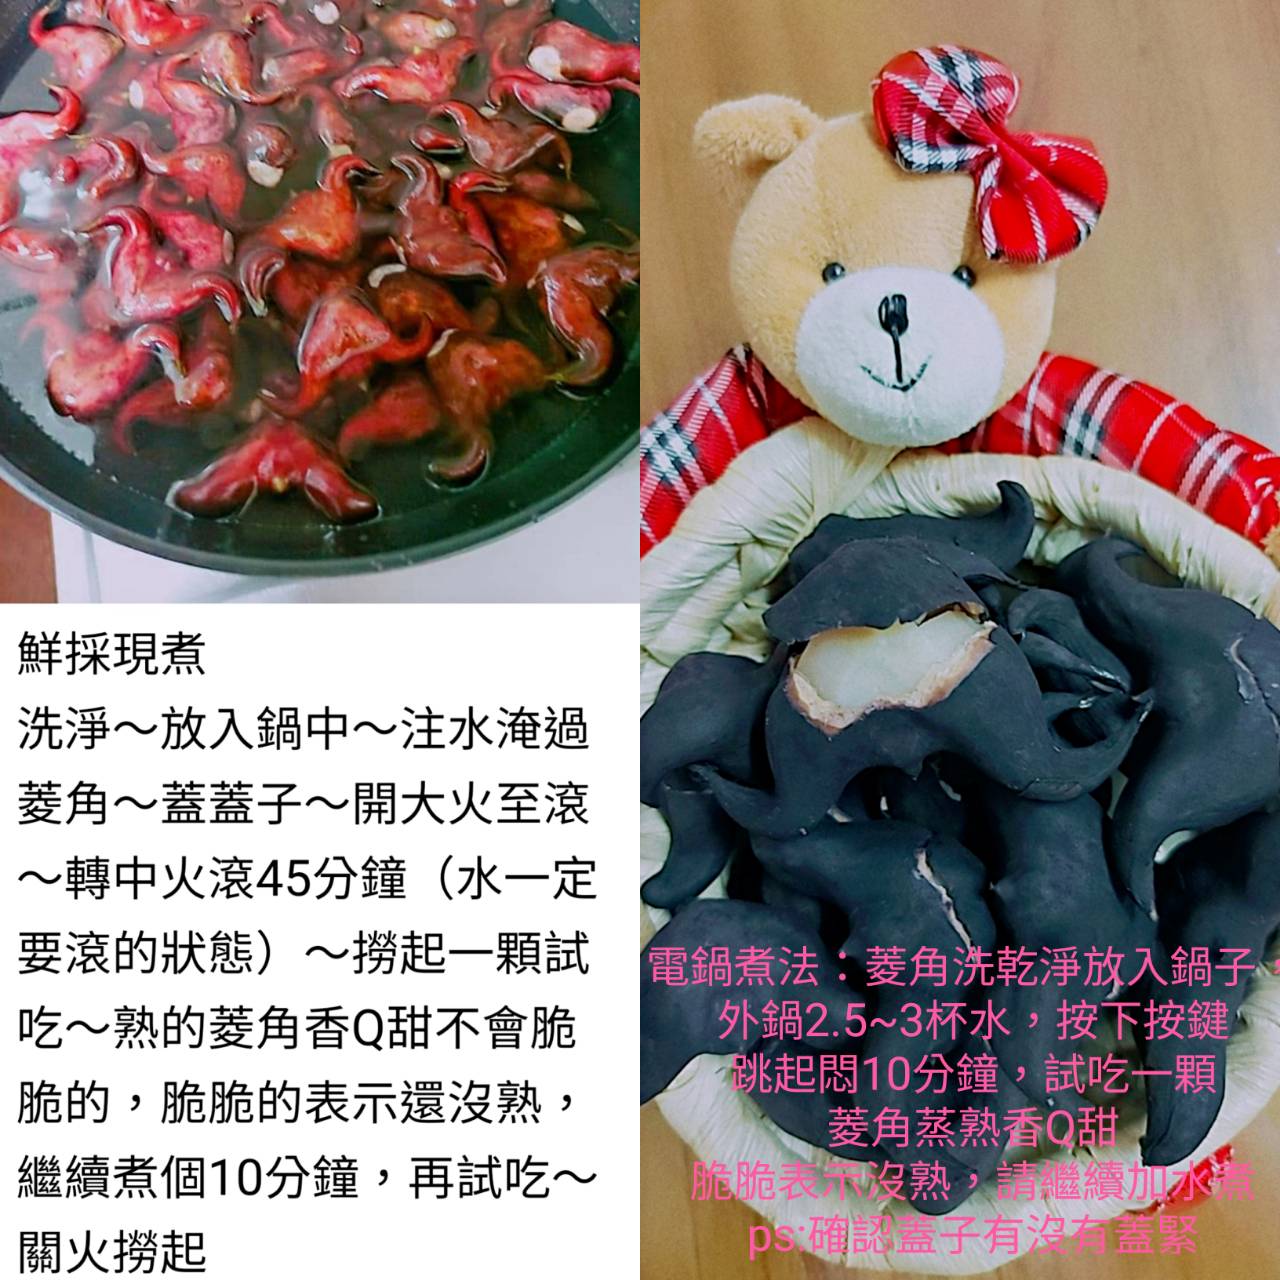 鮮採現煮
洗淨～放入鍋中～注水淹過
菱角～蓋蓋子～開大火至滾
～轉中火滾45分鐘（水一定
要滾的狀態）～撈起一顆試
吃～熟的菱角香Q甜不會脆
脆的，脆脆的表示還沒熟，
繼續煮個10分鐘，再試吃～
關火撈起
電鍋煮法：菱角洗乾淨放入鍋子，
外鍋2.5~3杯水，按下按鍵
跳起悶10分鐘，試吃一顆
菱角蒸熟香Q甜
脆脆表示沒熟，請繼續加水煮
ps:確認蓋子有沒有蓋緊